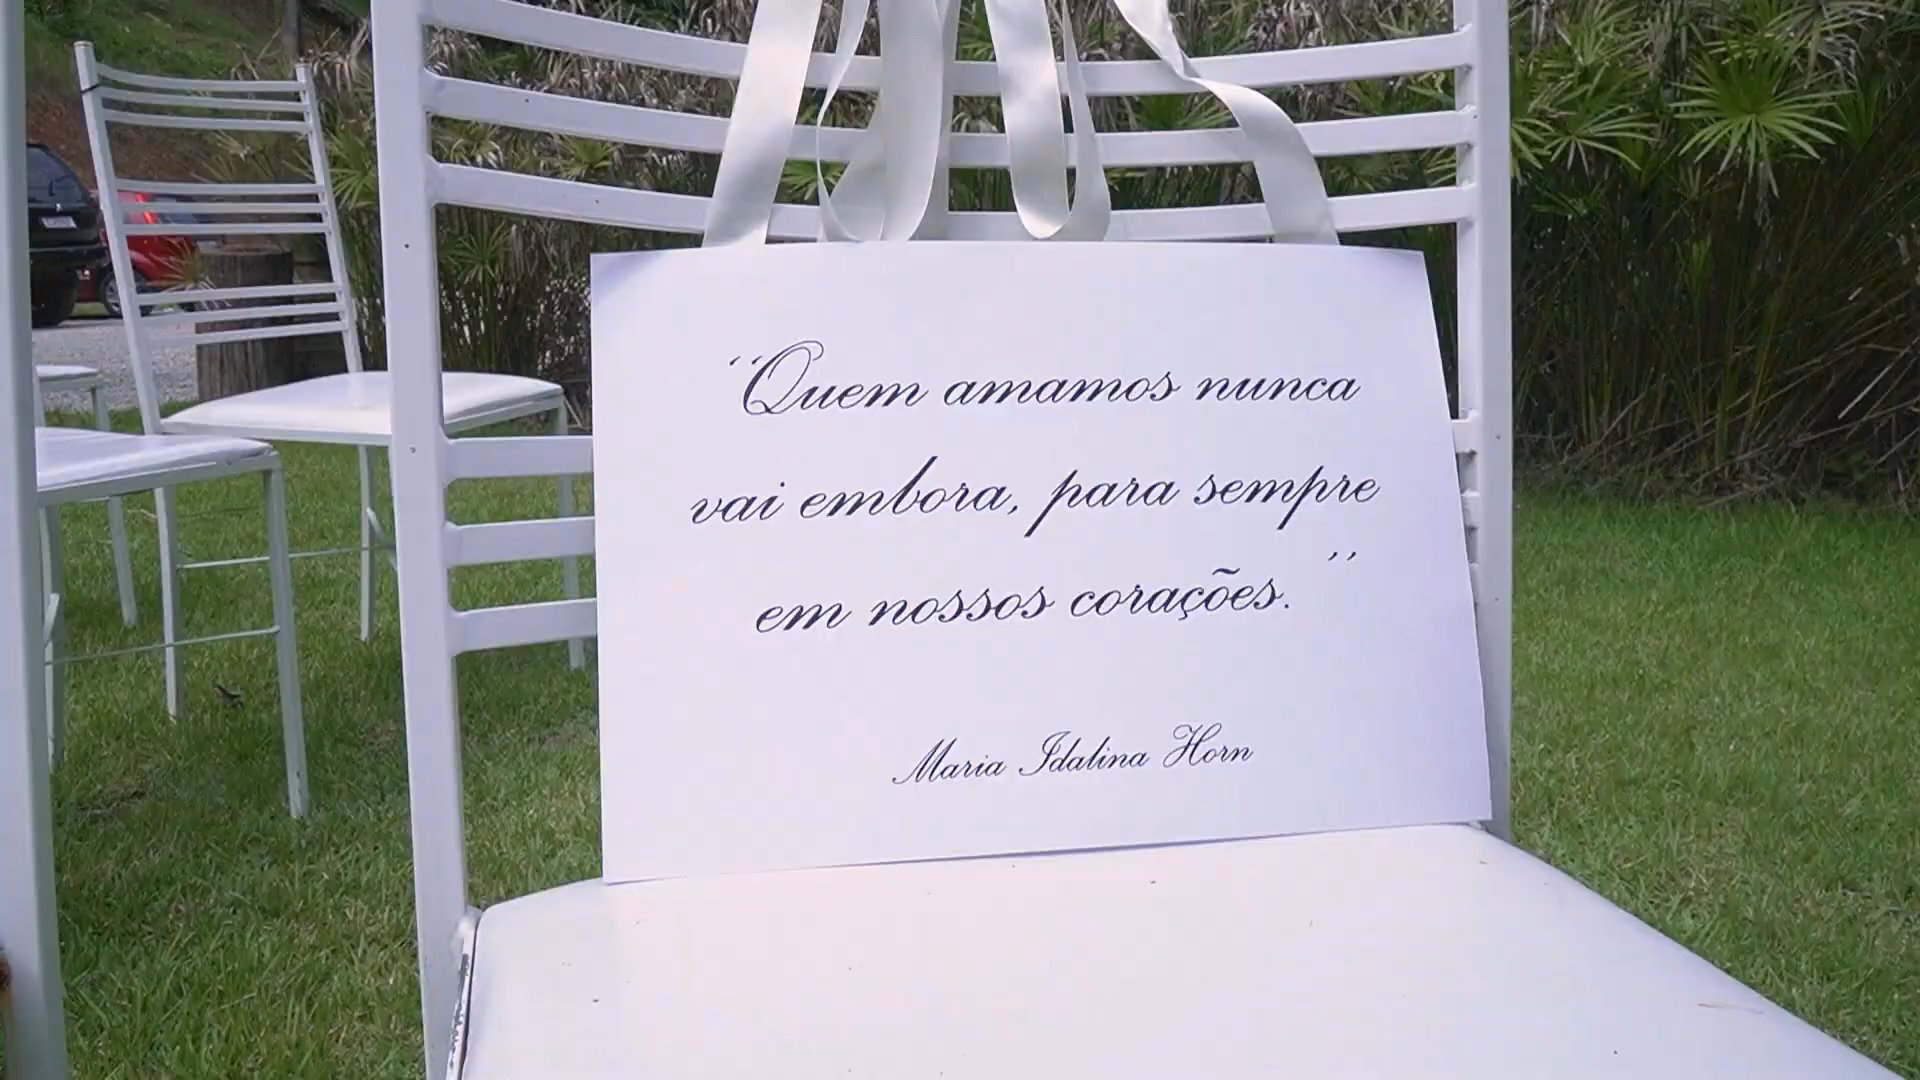 “Quem amamos nunca
vai embora, para sempre
em nossos corações.”
Maria Idalina Horn